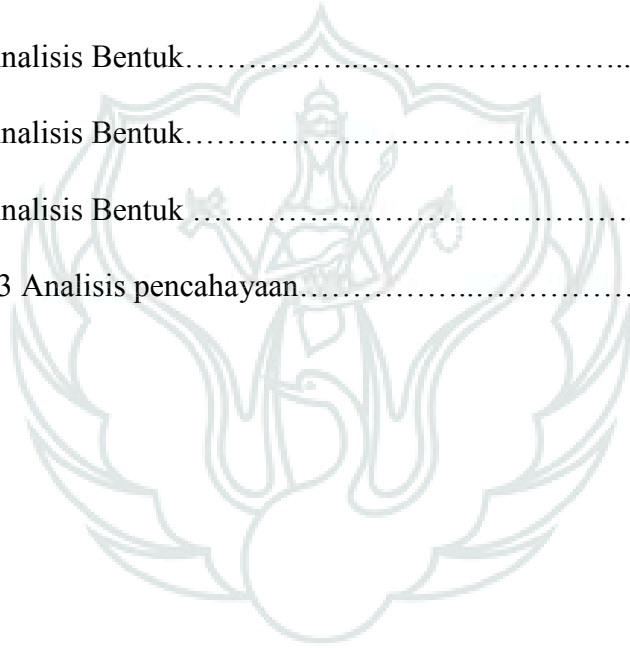 nalisis Bentuk……………..……………………..
nalisis Bentuk………………..…………………….
nalisis Bentuk …………………………………
3 Analisis pencahayaan……………..……………